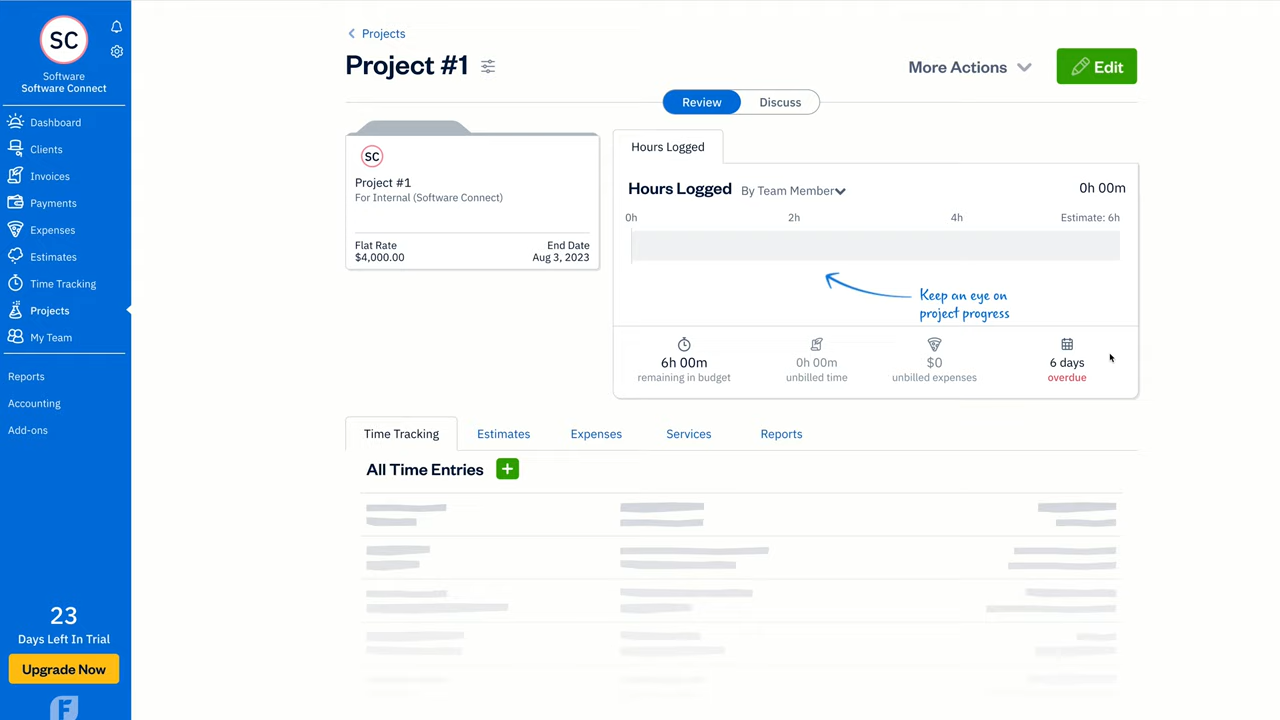 SC
Software
Software Connect
Dashboard
Clients
Invoices
Payments
Expenses
Estimates
Time Tracking
Projects
My Team
Reports
Accounting
Add-ons
23
Days Left In Trial
Upgrade Now
F
Projects
Project #1
More Actions
Edit
Review
Discuss
SC
Project #1
For Internal (Software Connect)
Flat Rate
$4,000.00
End Date
Aug 3, 2023
Hours Logged
Hours Logged By Team Member 0h 00m
0h 2h 4h Estimate: 6h
Keep an eye on
project progress
6h 00m
remaining in budget
0h 00m
unbilled time
$0
unbilled expenses
6 days
overdue
Time Tracking Estimates Expenses Services Reports
All Time Entries +